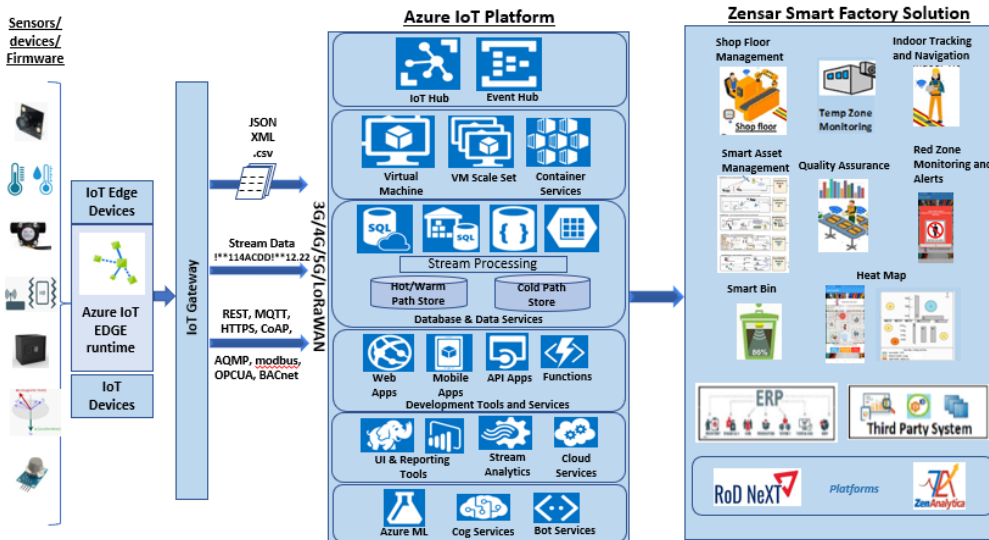 Sensors/
devices/
Firmware
IoT Edge
Devices
Azure IoT
EDGE
runtime
IoT
Devices
IoT Gateway
JSON
XML
.csv
Stream Data
!**114ACDD!**12.22
REST, MQTT,
HTTPS, CoAP,
AQMP, modbus,
OPCUA, BACnet
3G/4G/5G/LoRaWAN
Azure IoT Platform
IoT Hub
Event Hub
Virtual
Machine
VM Scale Set
Container
Services
SQL
SQL
Stream Processing
Hot/Warm
Path Store
Cold Path
Store
Database & Data Services
Web
Apps
Mobile
Apps
API Apps
Functions
Development Tools and Services
UI & Reporting
Tools
Stream
Analytics
Cloud
Services
Azure ML
Cog Services
Bot Services
Zensar Smart Factory Solution
Shop Floor
Management
Shop floor
Temp Zone
Monitoring
Indoor Tracking
and Navigation
Smart Asset
Management
Quality Assurance
Red Zone
Monitoring and
Alerts
Smart Bin
86%
Heat Map
ERP
Third Party System
RoD NeXT
Platforms
ZenAnalytica